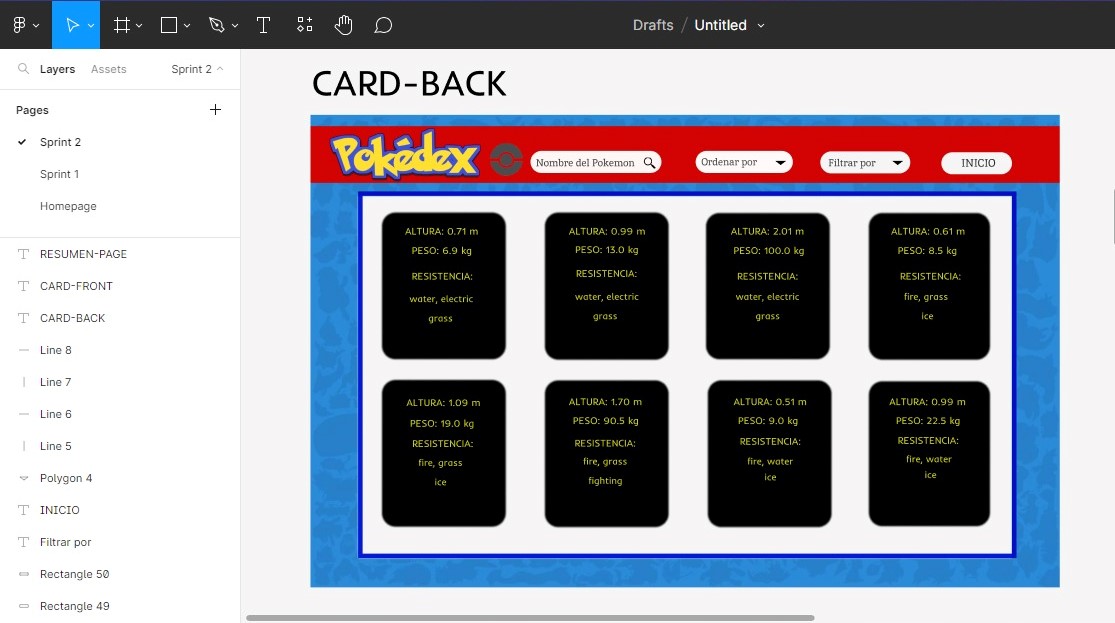 Drafts / Untitled
Layers Assets Sprint 2
Pages
Sprint 2
Sprint 1
Homepage
RESUMEN-PAGE
CARD-FRONT
CARD-BACK
Line 8
Line 7
Line 6
Line 5
Polygon 4
INICIO
Filtrar por
Rectangle 50
Rectangle 49
CARD-BACK
Pokédex
Nombre del Pokemon
Ordenar por
Filtrar por
INICIO
ALTURA: 0.71 m
PESO: 6.9 kg
RESISTENCIA:
water, electric
grass
ALTURA: 0.99 m
PESO: 13.0 kg
RESISTENCIA:
water, electric
grass
ALTURA: 2.01 m
PESO: 100.0 kg
RESISTENCIA:
water, electric
grass
ALTURA: 0.61 m
PESO: 8.5 kg
RESISTENCIA:
fire, grass
ice
ALTURA: 1.09 m
PESO: 19.0 kg
RESISTENCIA:
fire, grass
ice
ALTURA: 1.70 m
PESO: 90.5 kg
RESISTENCIA:
fire, grass
fighting
ALTURA: 0.51 m
PESO: 9.0 kg
RESISTENCIA:
fire, water
ice
ALTURA: 0.99 m
PESO: 22.5 kg
RESISTENCIA:
fire, water
ice